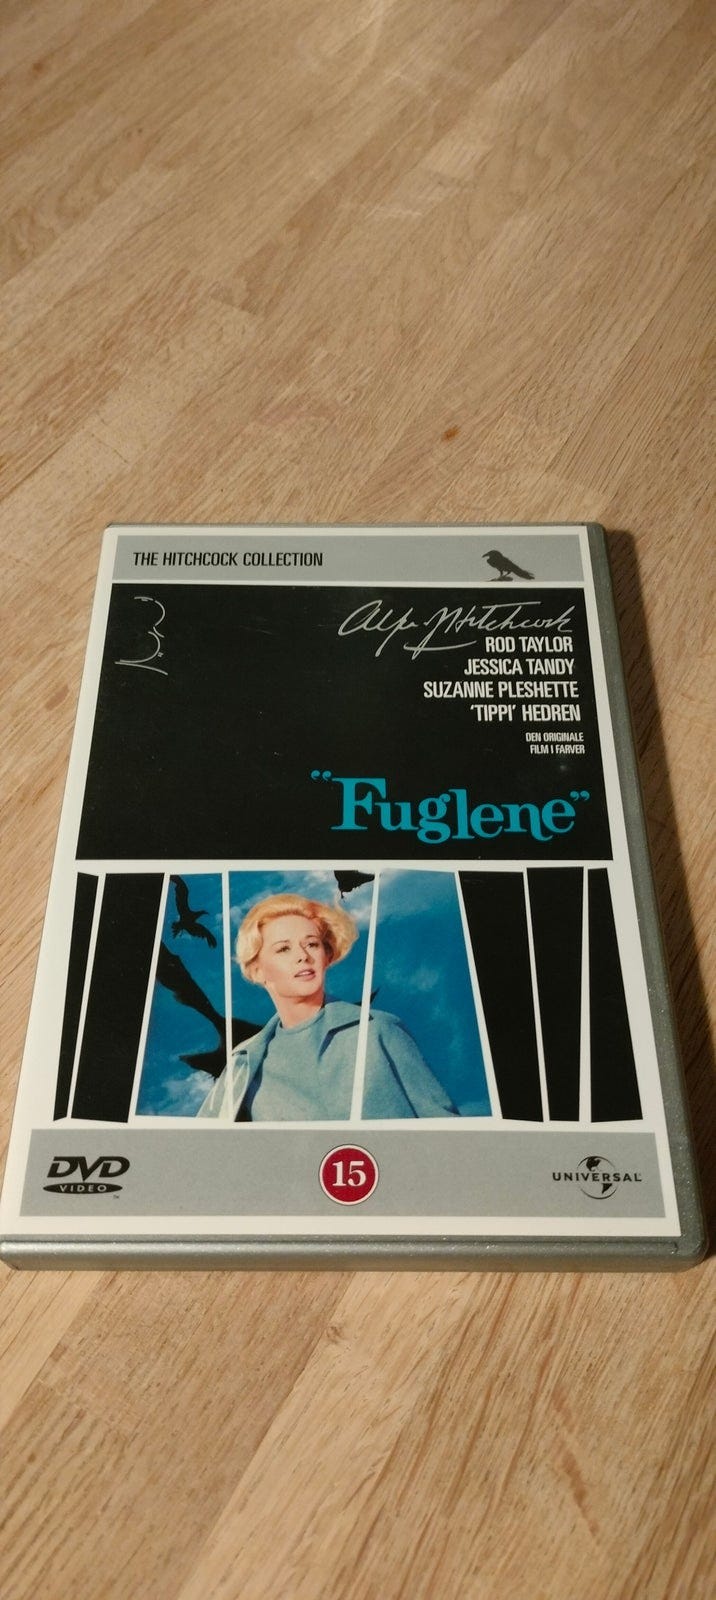 THE HITCHCOCK COLLECTION
Alfred Hitchcock
ROD TAYLOR
JESSICA TANDY
SUZANNE PLESHETTE
'TIPPI' HEDREN
DEN ORIGINALE
FILM I FARVER
"Fuglene"
DVD
VIDEO
TM
15
UNIVERSAL